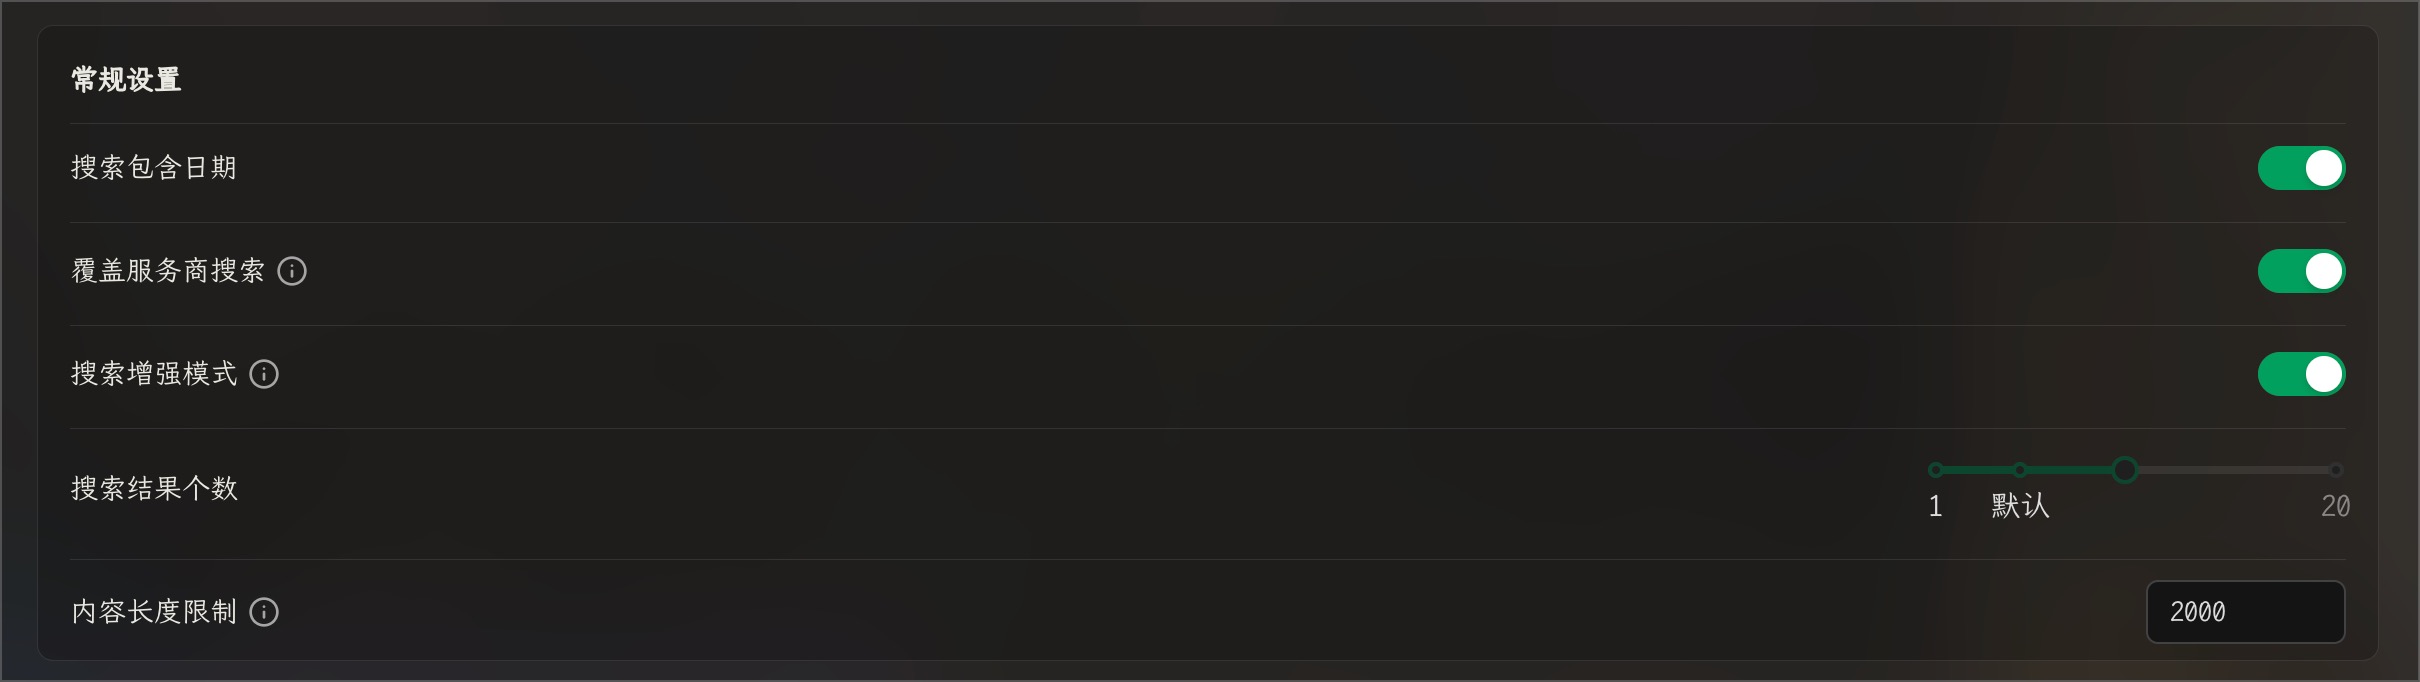 常规设置
搜索包含日期
覆盖服务商搜索
搜索增强模式
搜索结果个数
1 默认 20
内容长度限制
2000